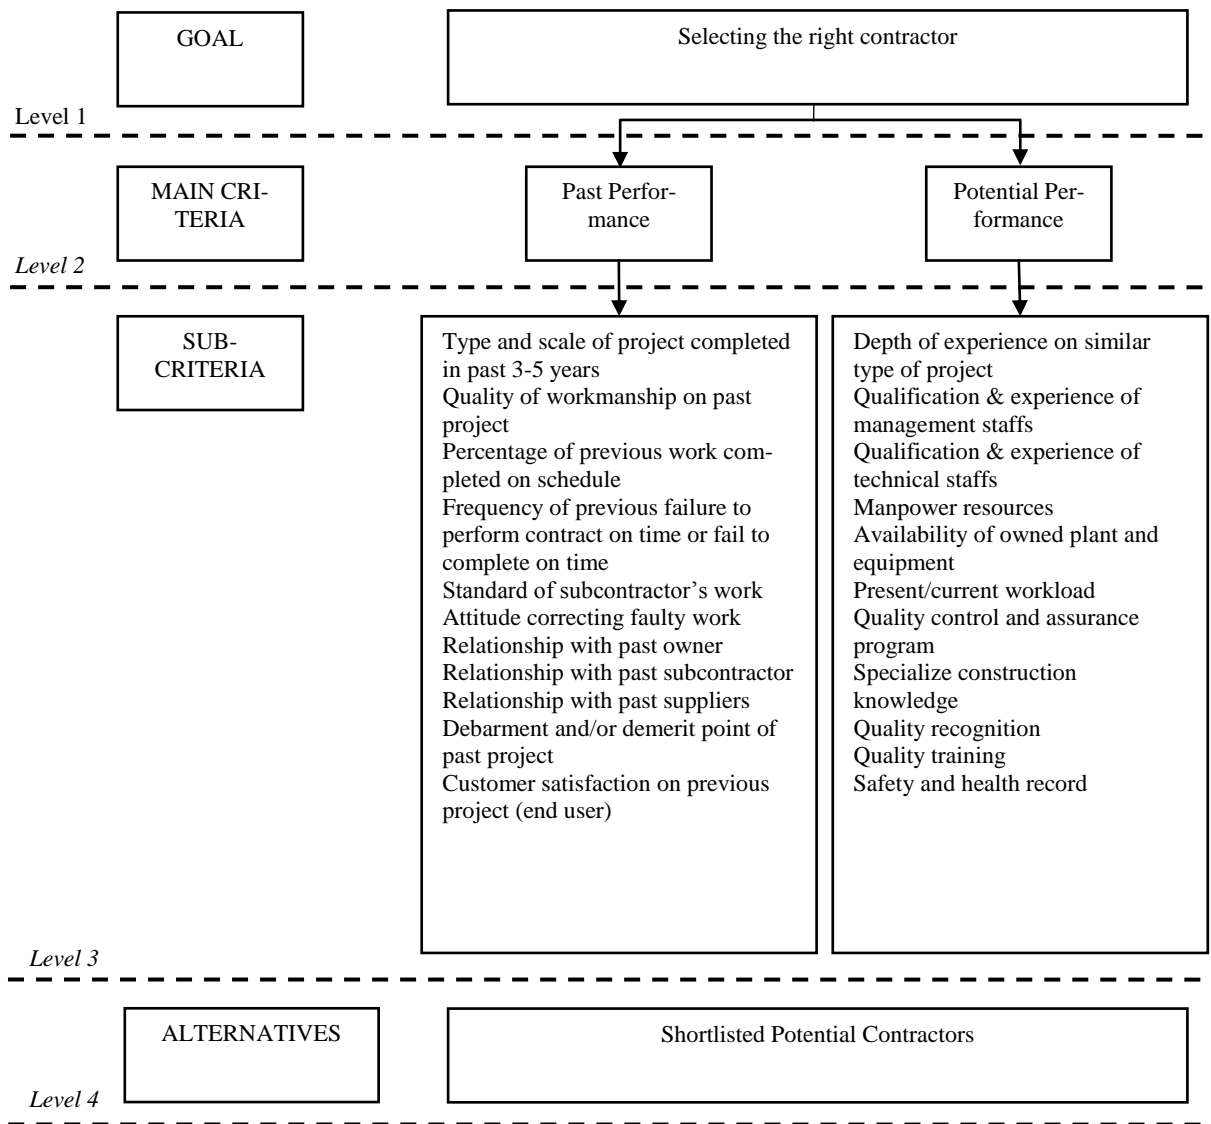 GOAL
Selecting the right contractor
Level 1
MAIN CRI-
TERIA
Past Perfor-
mance
Potential Per-
formance
Level 2
SUB-
CRITERIA
Type and scale of project completed
in past 3-5 years
Quality of workmanship on past
project
Percentage of previous work com-
pleted on schedule
Frequency of previous failure to
perform contract on time or fail to
complete on time
Standard of subcontractor’s work
Attitude correcting faulty work
Relationship with past owner
Relationship with past subcontractor
Relationship with past suppliers
Debarment and/or demerit point of
past project
Customer satisfaction on previous
project (end user)
Depth of experience on similar
type of project
Qualification & experience of
management staffs
Qualification & experience of
technical staffs
Manpower resources
Availability of owned plant and
equipment
Present/current workload
Quality control and assurance
program
Specialize construction
knowledge
Quality recognition
Quality training
Safety and health record
Level 3
ALTERNATIVES
Shortlisted Potential Contractors
Level 4